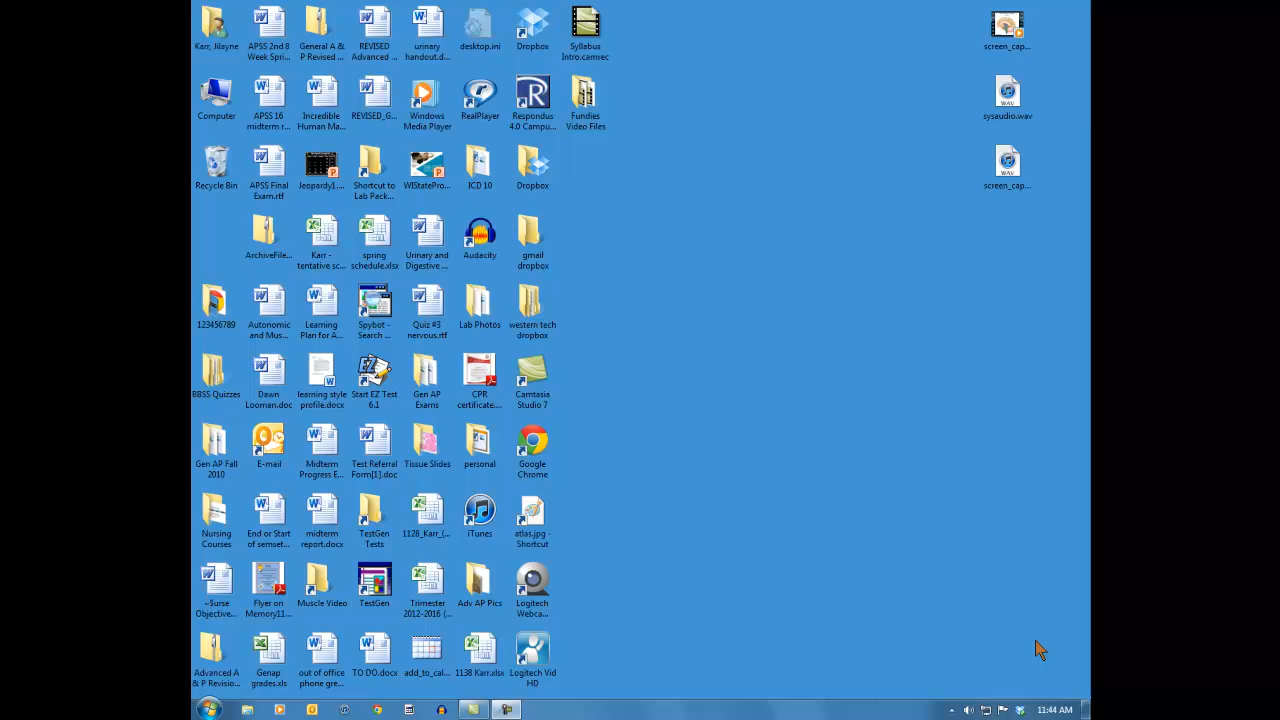 Karr, Jilayne
APSS 2nd 8
Week Spri...
General A &
P Revised ...
REVISED
Advanced ...
urinary
handout.d...
desktop.ini
Dropbox
Syllabus
Intro.camrec
screen_cap...
Computer
APSS 16
midterm r...
Incredible
Human Ma...
REVISED_G...
Windows
Media Player
RealPlayer
Respondus
4.0 Campu...
Fundies
Video Files
WAV
sysaudio.wav
Recycle Bin
APSS Final
Exam.rtf
Jeopardy1....
Shortcut to
Lab Pack...
WIStatePro...
ICD 10
Dropbox
WAV
screen_cap...
ArchiveFile...
Karr -
tentative sc...
spring
schedule.xlsx
Urinary and
Digestive ...
Audacity
gmail
dropbox
123456789
Autonomic
and Mus...
Learning
Plan for A...
Spybot -
Search ...
Quiz #3
nervous.rtf
Lab Photos
western tech
dropbox
BBSS Quizzes
Dawn
Looman.doc
learning style
profile.docx
Start EZ Test
6.1
Gen AP
Exams
CPR
certificate....
Camtasia
Studio 7
Gen AP Fall
2010
E-mail
Midterm
Progress E...
Test Referral
Form[1].doc
Tissue Slides
personal
Google
Chrome
Nursing
Courses
End or Start
of semset...
midterm
report.docx
TestGen
Tests
1128_Karr_(...
iTunes
atlas.jpg -
Shortcut
~$urse
Objective...
Flyer on
Memory11...
Muscle Video
TestGen
Trimester
2012-2016 (...
Adv AP Pics
Logitech
Webca...
Advanced A
& P Revisio...
Genap
grades.xls
out of office
phone gre...
TO DO.docx
add_to_cal...
1138 Karr.xlsx
Logitech Vid
HD
11:44 AM